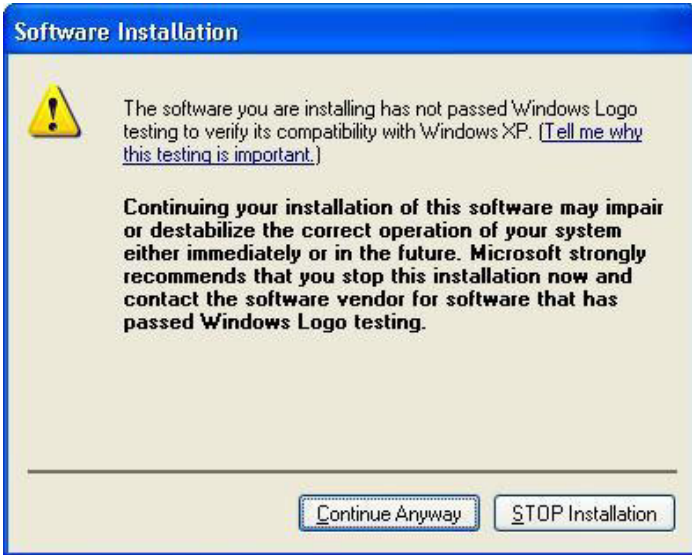 Software Installation
The software you are installing has not passed Windows Logo
testing to verify its compatibility with Windows XP. (Tell me why
this testing is important.)
Continuing your installation of this software may impair
or destabilize the correct operation of your system
either immediately or in the future. Microsoft strongly
recommends that you stop this installation now and
contact the software vendor for software that has
passed Windows Logo testing.
Continue Anyway STOP Installation